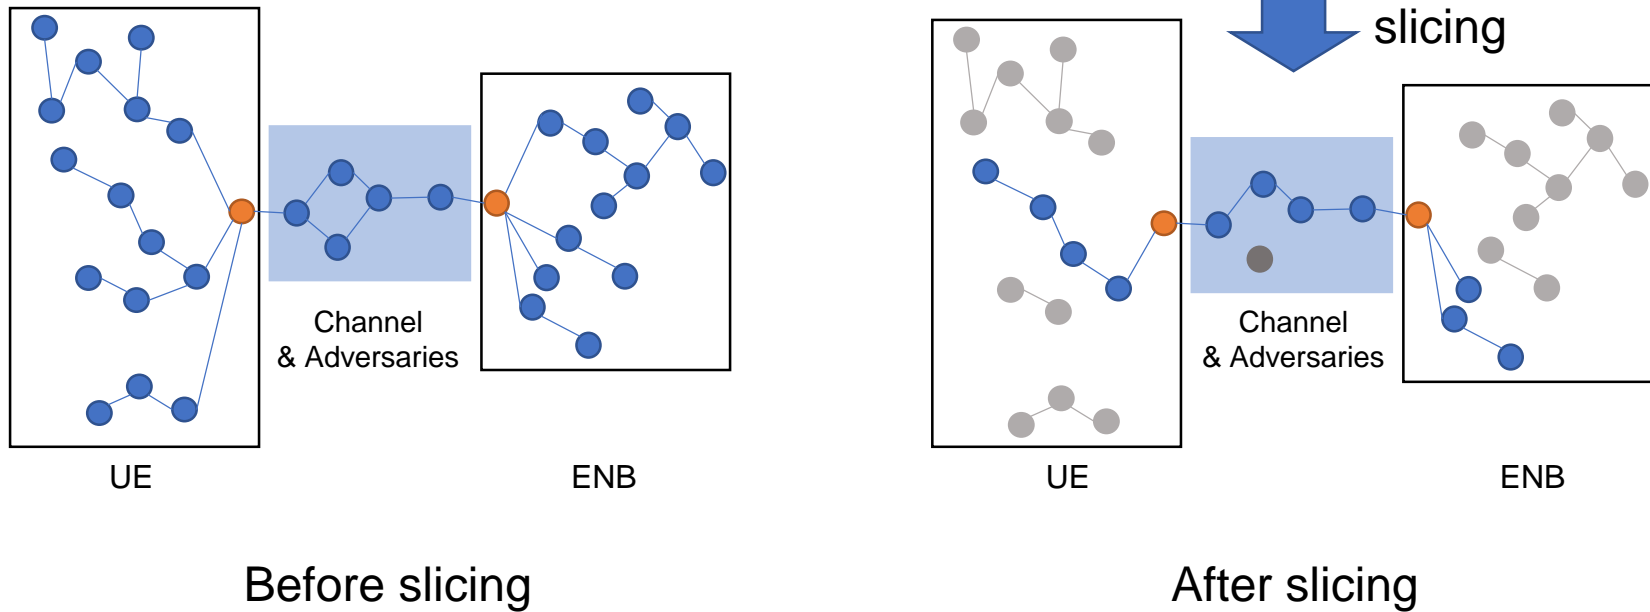 slicing
Channel
& Adversaries
UE
ENB
Before slicing
Channel
& Adversaries
UE
ENB
After slicing